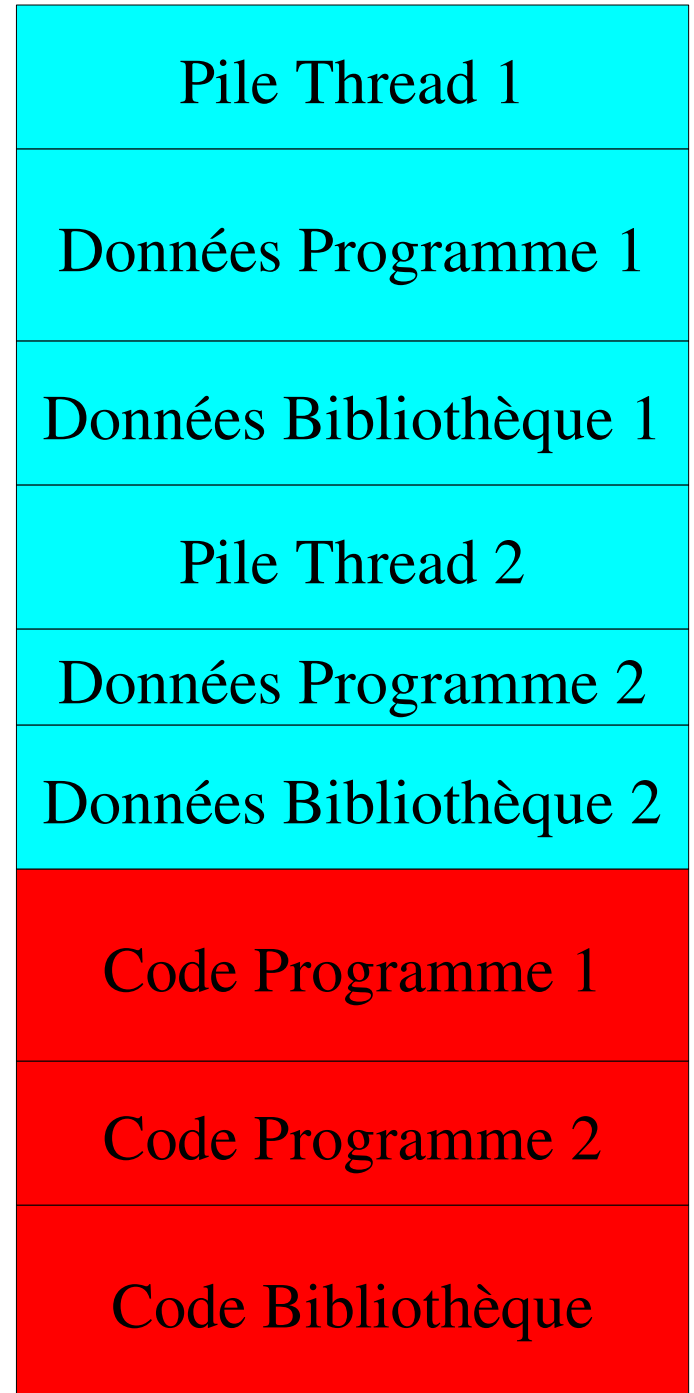 Pile Thread 1
Données Programme 1
Données Bibliothèque 1
Pile Thread 2
Données Programme 2
Données Bibliothèque 2
Code Programme 1
Code Programme 2
Code Bibliothèque